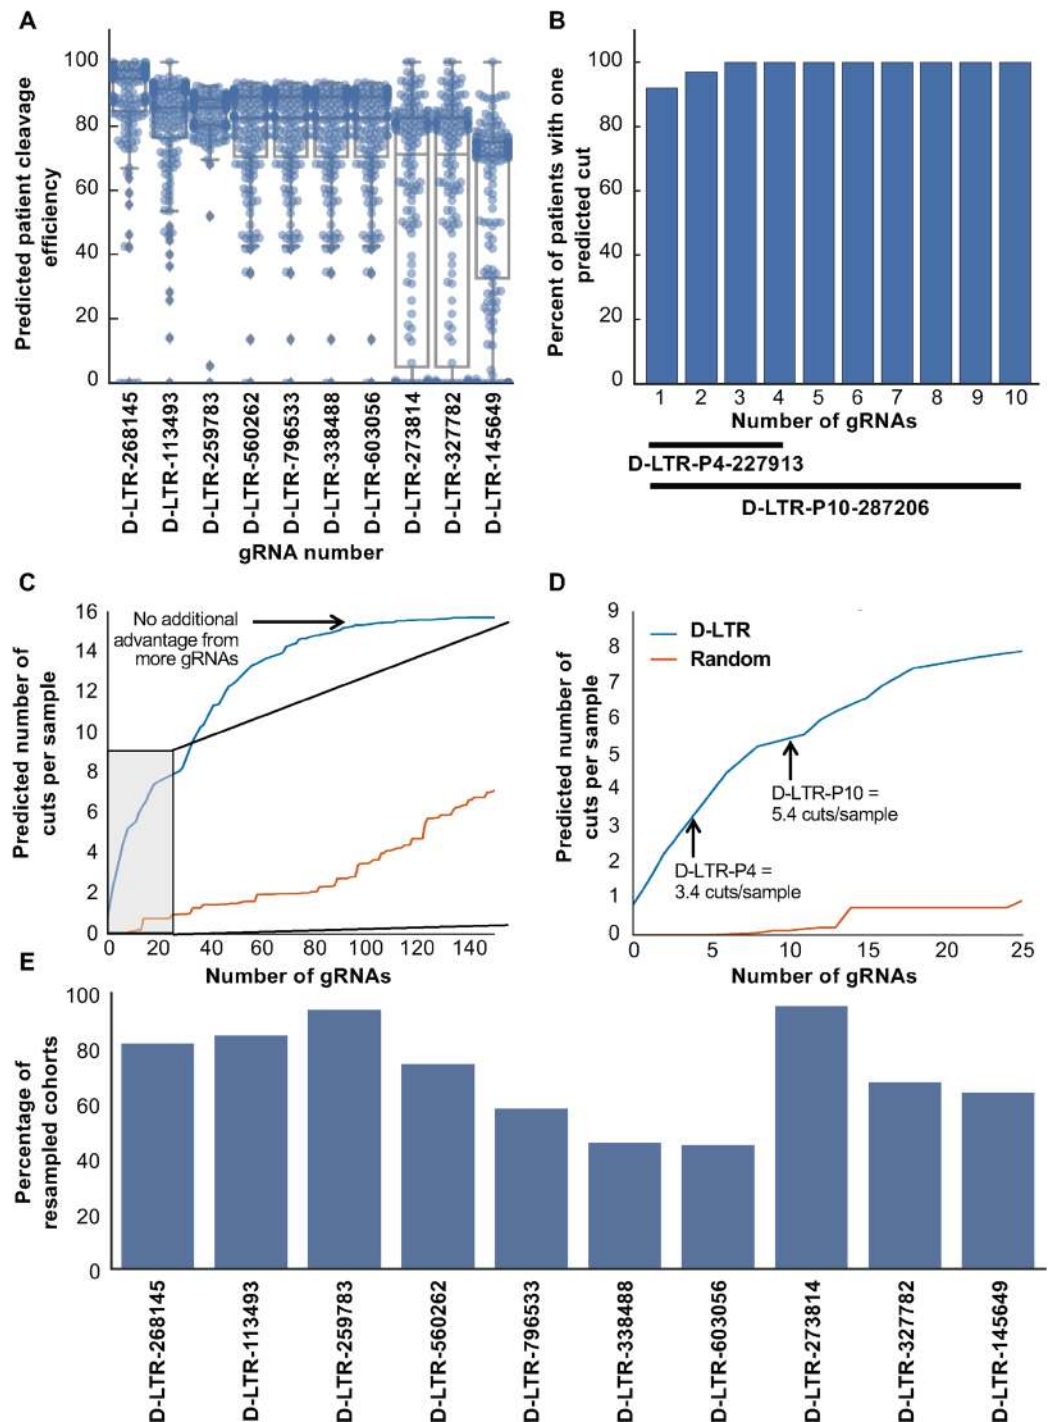 A
Predicted patient cleavage
efficiency
100
80
60
40
20
0
D-LTR-268145
D-LTR-113493
D-LTR-259783
D-LTR-560262
D-LTR-796533
D-LTR-338488
D-LTR-603056
D-LTR-273814
D-LTR-327782
D-LTR-145649
gRNA number
B
Percent of patients with one
predicted cut
100
80
60
40
20
0
1 2 3 4 5 6 7 8 9 10
Number of gRNAs
D-LTR-P4-227913
D-LTR-P10-287206
C
Predicted number of
cuts per sample
16
14
12
10
8
6
4
2
0
No additional
advantage from
more gRNAs
0 20 40 60 80 100 120 140
Number of gRNAs
D
Predicted number of
cuts per sample
9
8
7
6
5
4
3
2
1
0
D-LTR
Random
D-LTR-P10 =
5.4 cuts/sample
D-LTR-P4 =
3.4 cuts/sample
0 5 10 15 20 25
Number of gRNAs
E
Percentage of
resampled cohorts
100
80
60
40
20
0
D-LTR-268145
D-LTR-113493
D-LTR-259783
D-LTR-560262
D-LTR-796533
D-LTR-338488
D-LTR-603056
D-LTR-273814
D-LTR-327782
D-LTR-145649